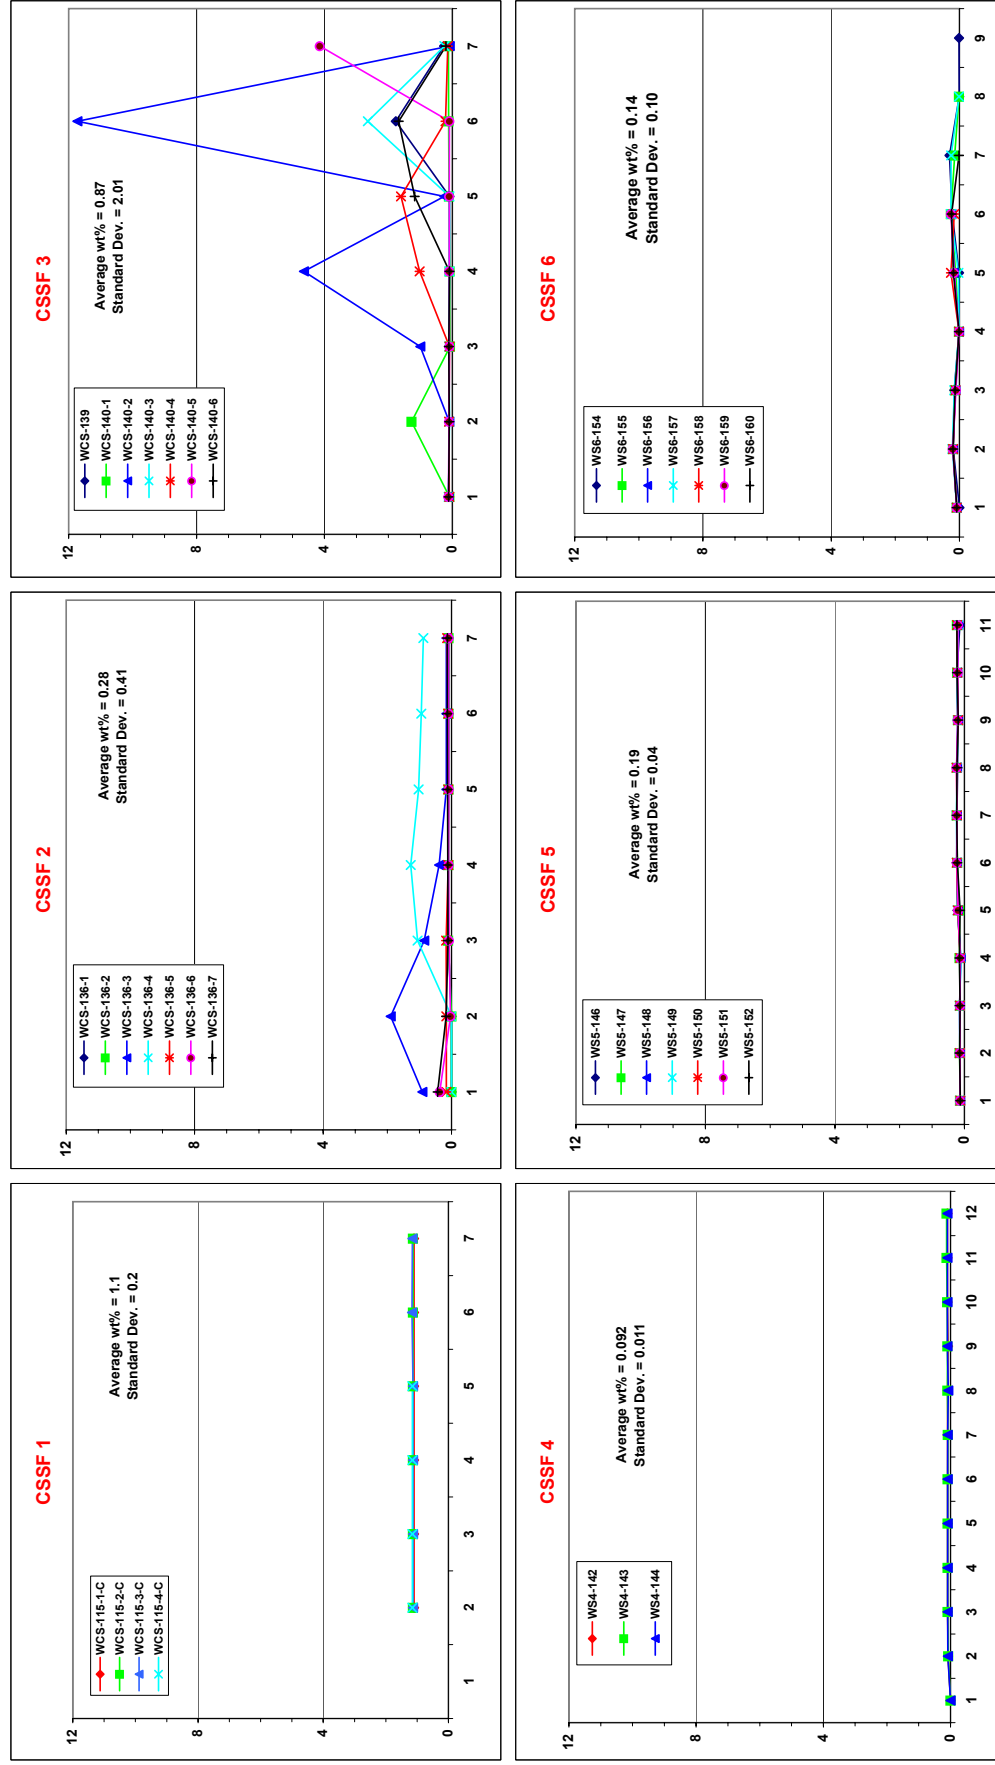 CSSF 1
Average wt% = 1.1
Standard Dev. = 0.2
WCS-115-1-C
WCS-115-2-C
WCS-115-3-C
WCS-115-4-C
12
8
4
0
1 2 3 4 5 6 7
CSSF 2
Average wt% = 0.28
Standard Dev. = 0.41
WCS-136-1
WCS-136-2
WCS-136-3
WCS-136-4
WCS-136-5
WCS-136-6
WCS-136-7
12
8
4
0
1 2 3 4 5 6 7
CSSF 3
Average wt% = 0.87
Standard Dev. = 2.01
WCS-139
WCS-140-1
WCS-140-2
WCS-140-3
WCS-140-4
WCS-140-5
WCS-140-6
12
8
4
0
1 2 3 4 5 6 7
CSSF 4
Average wt% = 0.092
Standard Dev. = 0.011
WS4-142
WS4-143
WS4-144
12
8
4
0
1 2 3 4 5 6 7 8 9 10 11 12
CSSF 5
Average wt% = 0.19
Standard Dev. = 0.04
WS5-146
WS5-147
WS5-148
WS5-149
WS5-150
WS5-151
WS5-152
12
8
4
0
1 2 3 4 5 6 7 8 9 10 11
CSSF 6
Average wt% = 0.14
Standard Dev. = 0.10
WS6-154
WS6-155
WS6-156
WS6-157
WS6-158
WS6-159
WS6-160
12
8
4
0
1 2 3 4 5 6 7 8 9